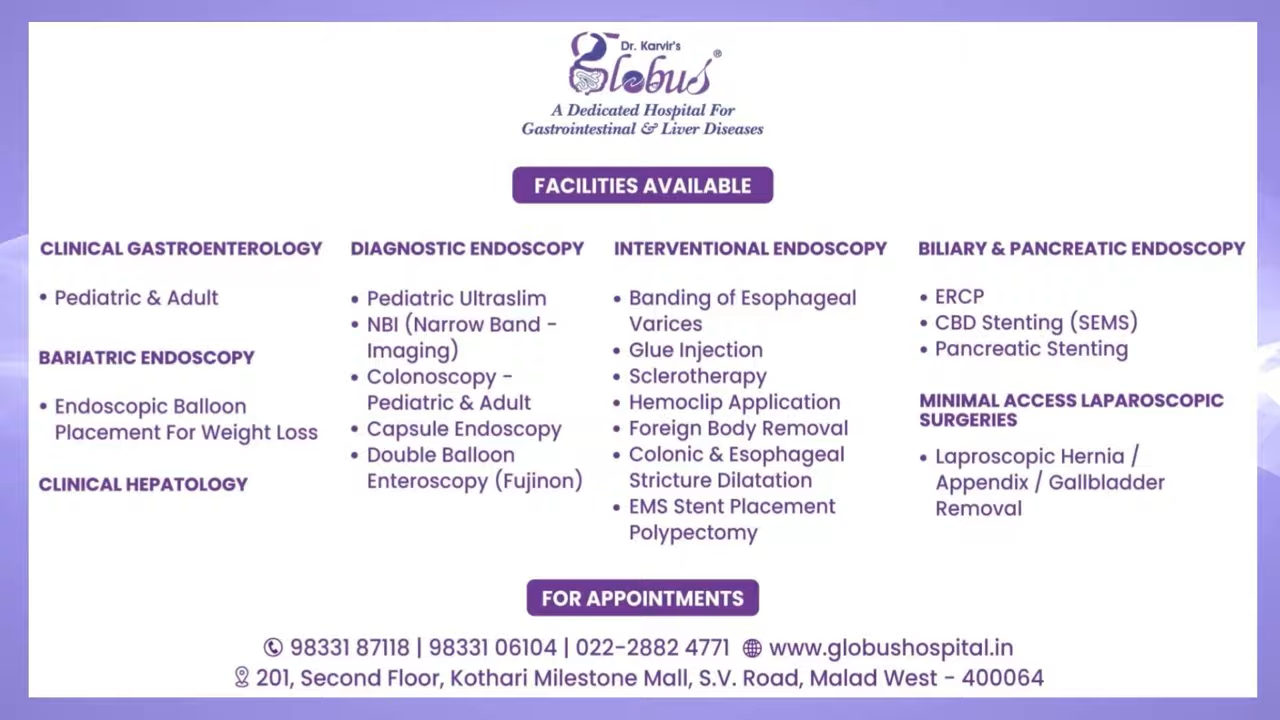 Dr. Karvir's
globus®
A Dedicated Hospital For
Gastrointestinal & Liver Diseases
FACILITIES AVAILABLE
CLINICAL GASTROENTEROLOGY
• Pediatric & Adult
BARIATRIC ENDOSCOPY
• Endoscopic Balloon
Placement For Weight Loss
CLINICAL HEPATOLOGY
DIAGNOSTIC ENDOSCOPY
• Pediatric Ultraslim
• NBI (Narrow Band -
Imaging)
• Colonoscopy -
Pediatric & Adult
• Capsule Endoscopy
• Double Balloon
Enteroscopy (Fujinon)
INTERVENTIONAL ENDOSCOPY
• Banding of Esophageal
Varices
• Glue Injection
• Sclerotherapy
• Hemoclip Application
• Foreign Body Removal
• Colonic & Esophageal
Stricture Dilatation
• EMS Stent Placement
Polypectomy
BILIARY & PANCREATIC ENDOSCOPY
• ERCP
• CBD Stenting (SEMS)
• Pancreatic Stenting
MINIMAL ACCESS LAPAROSCOPIC
SURGERIES
• Laproscopic Hernia /
Appendix / Gallbladder
Removal
FOR APPOINTMENTS
98331 87118 | 98331 06104 | 022-2882 4771 www.globushospital.in
201, Second Floor, Kothari Milestone Mall, S.V. Road, Malad West - 400064